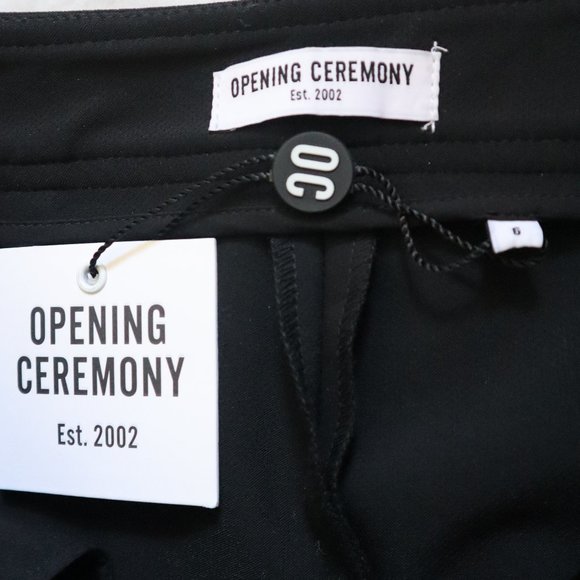 OPENING CEREMONY
Est. 2002
OC
6
OPENING
CEREMONY
Est. 2002